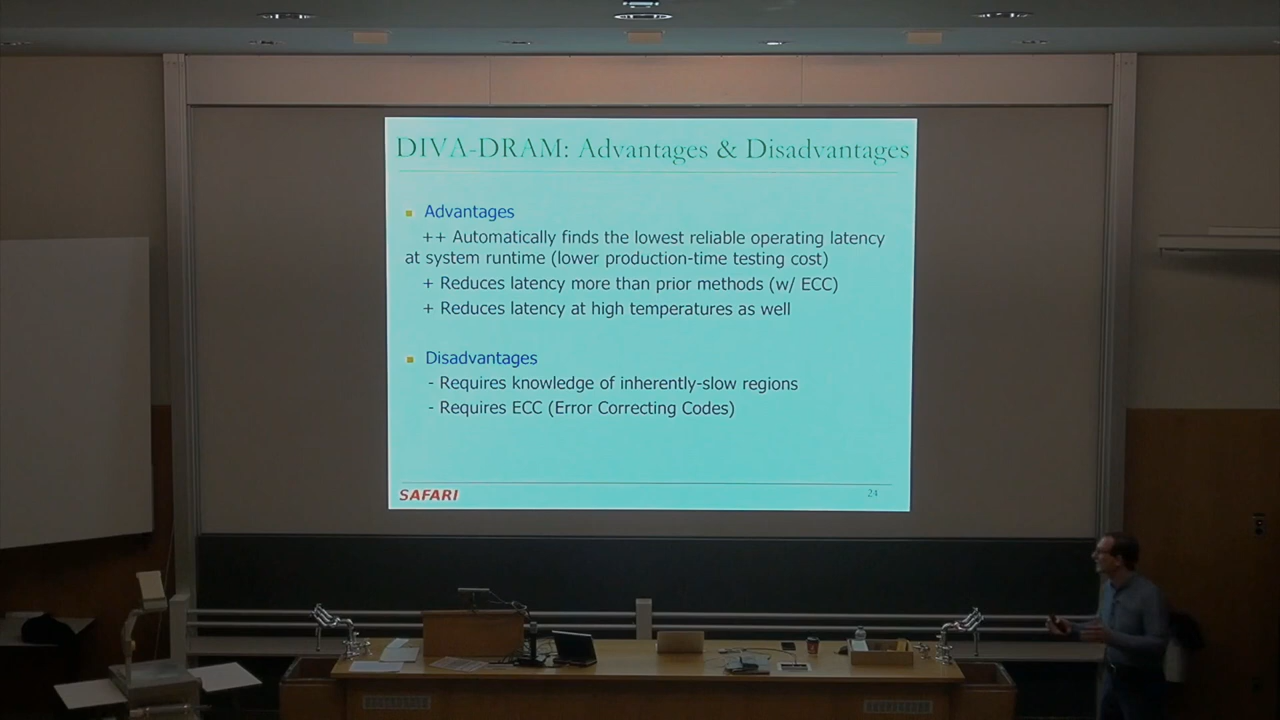 DIVA-DRAM: Advantages & Disadvantages
Advantages
++ Automatically finds the lowest reliable operating latency
at system runtime (lower production-time testing cost)
+ Reduces latency more than prior methods (w/ ECC)
+ Reduces latency at high temperatures as well
Disadvantages
- Requires knowledge of inherently-slow regions
- Requires ECC (Error Correcting Codes)
SAFARI
24